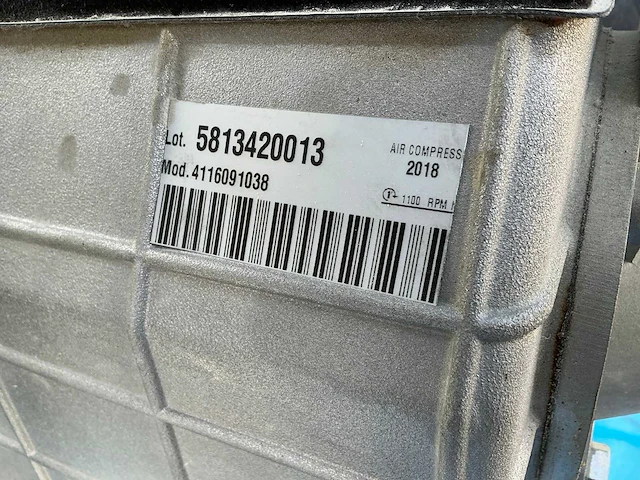 Lot. 5813420013
Mod. 4116091038
AIR COMPRESS
2018
1100 RPM